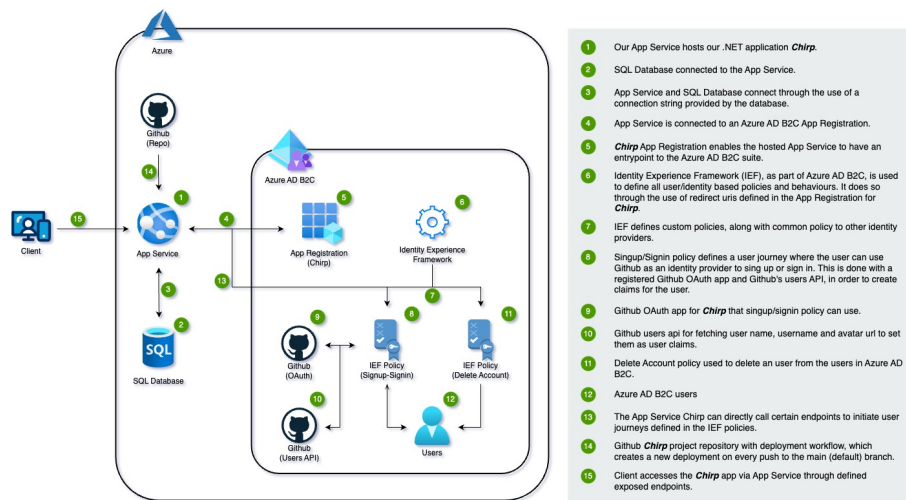 Azure
Github
(Repo)
14
Azure AD B2C
15
1
4
5
6
Client
App Service
App Registration
(Chirp)
Identity Experience
Framework
13
7
3
9
8
11
2
SQL
SQL Database
Github
(OAuth)
IEF Policy
(Signup-Signin)
IEF Policy
(Delete Account)
10
12
Github
(Users API)
Users
1 Our App Service hosts our .NET application Chirp.
2 SQL Database connected to the App Service.
3 App Service and SQL Database connect through the use of a
connection string provided by the database.
4 App Service is connected to an Azure AD B2C App Registration.
5 Chirp App Registration enables the hosted App Service to have an
entrypoint to the Azure AD B2C suite.
6 Identity Experience Framework (IEF), as part of Azure AD B2C, is used
to define all user/identity based policies and behaviours. It does so
through the use of redirect uris defined in the App Registration for
Chirp.
7 IEF defines custom policies, along with common policy to other identity
providers.
8 Singup/Signin policy defines a user journey where the user can use
Github as an identity provider to sing up or sign in. This is done with a
registered Github OAuth app and Github's users API, in order to create
claims for the user.
9 Github OAuth app for Chirp that singup/signin policy can use.
10 Github users api for fetching user name, username and avatar url to set
them as user claims.
11 Delete Account policy used to delete an user from the users in Azure AD
B2C.
12 Azure AD B2C users
13 The App Service Chirp can directly call certain endpoints to initiate user
journeys defined in the IEF policies.
14 Github Chirp project repository with deployment workflow, which
creates a new deployment on every push to the main (default) branch.
15 Client accesses the Chirp app via App Service through defined
exposed endpoints.